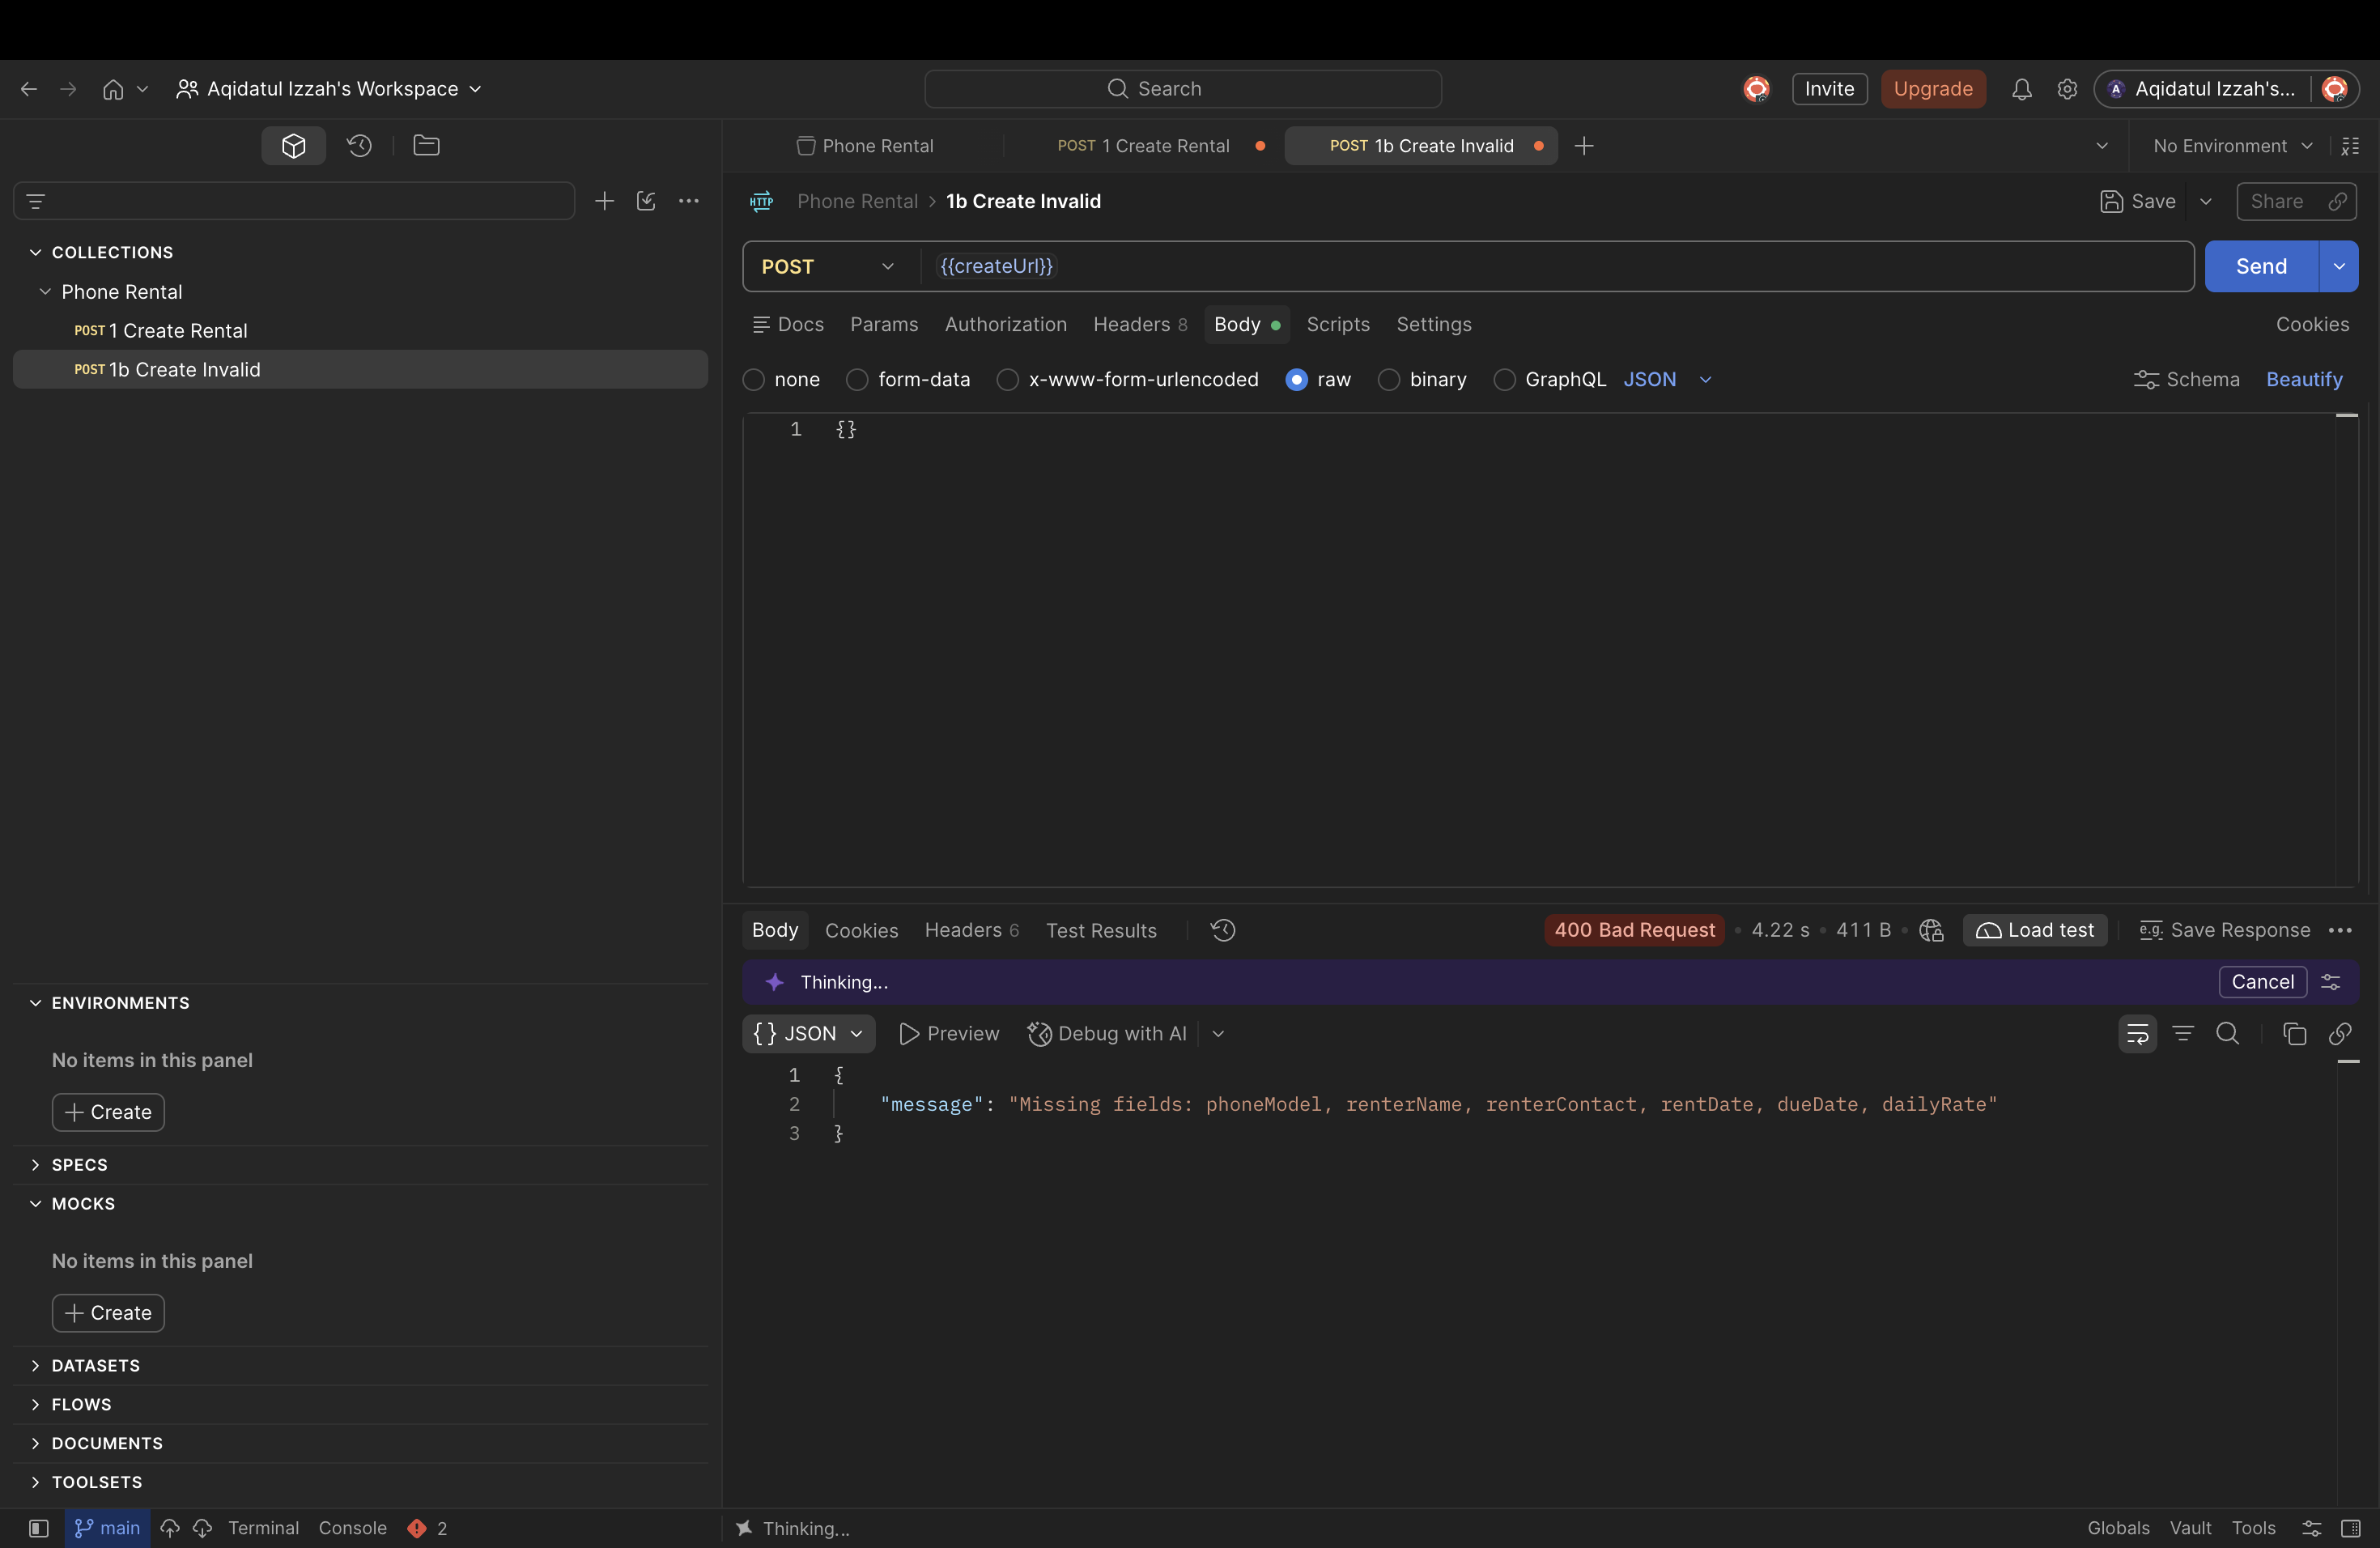 Aqidatul Izzah's Workspace
Search
Invite
Upgrade
A
Aqidatul Izzah's...
Phone Rental
POST 1 Create Rental
POST 1b Create Invalid
No Environment
COLLECTIONS
Phone Rental
POST 1 Create Rental
POST 1b Create Invalid
HTTP
Phone Rental > 1b Create Invalid
Save
Share
POST
{{createUrl}}
Send
Docs
Params
Authorization
Headers 8
Body
Scripts
Settings
Cookies
none
form-data
x-www-form-urlencoded
raw
binary
GraphQL
JSON
Schema
Beautify
1 {}
Body
Cookies
Headers 6
Test Results
400 Bad Request
4.22 s
411 B
Load test
e.g. Save Response
Thinking...
Cancel
{ } JSON
Preview
Debug with AI
1 {
2 "message": "Missing fields: phoneModel, renterName, renterContact, rentDate, dueDate, dailyRate"
3 }
ENVIRONMENTS
No items in this panel
+ Create
SPECS
MOCKS
No items in this panel
+ Create
DATASETS
FLOWS
DOCUMENTS
TOOLSETS
main
Terminal
Console
2
Thinking...
Globals
Vault
Tools